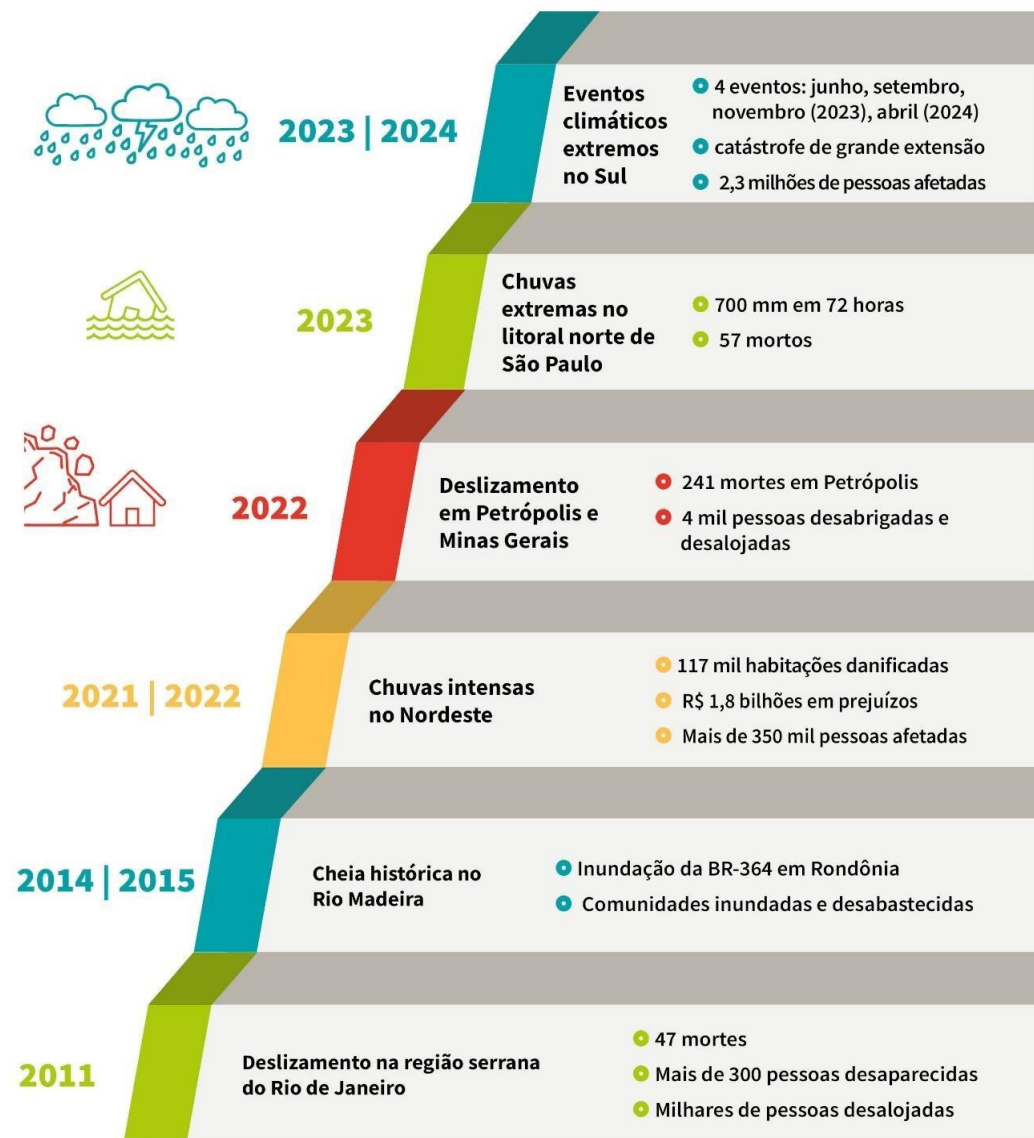 2023 | 2024
Eventos
climáticos
extremos
no Sul
4 eventos: junho, setembro,
novembro (2023), abril (2024)
catástrofe de grande extensão
2,3 milhões de pessoas afetadas
2023
Chuvas
extremas no
litoral norte de
São Paulo
700 mm em 72 horas
57 mortos
2022
Deslizamento
em Petrópolis e
Minas Gerais
241 mortes em Petrópolis
4 mil pessoas desabrigadas e
desalojadas
2021 | 2022
Chuvas intensas
no Nordeste
117 mil habitações danificadas
R$ 1,8 bilhões em prejuízos
Mais de 350 mil pessoas afetadas
2014 | 2015
Cheia histórica no
Rio Madeira
Inundação da BR-364 em Rondônia
Comunidades inundadas e desabastecidas
2011
Deslizamento na região serrana
do Rio de Janeiro
47 mortes
Mais de 300 pessoas desaparecidas
Milhares de pessoas desalojadas